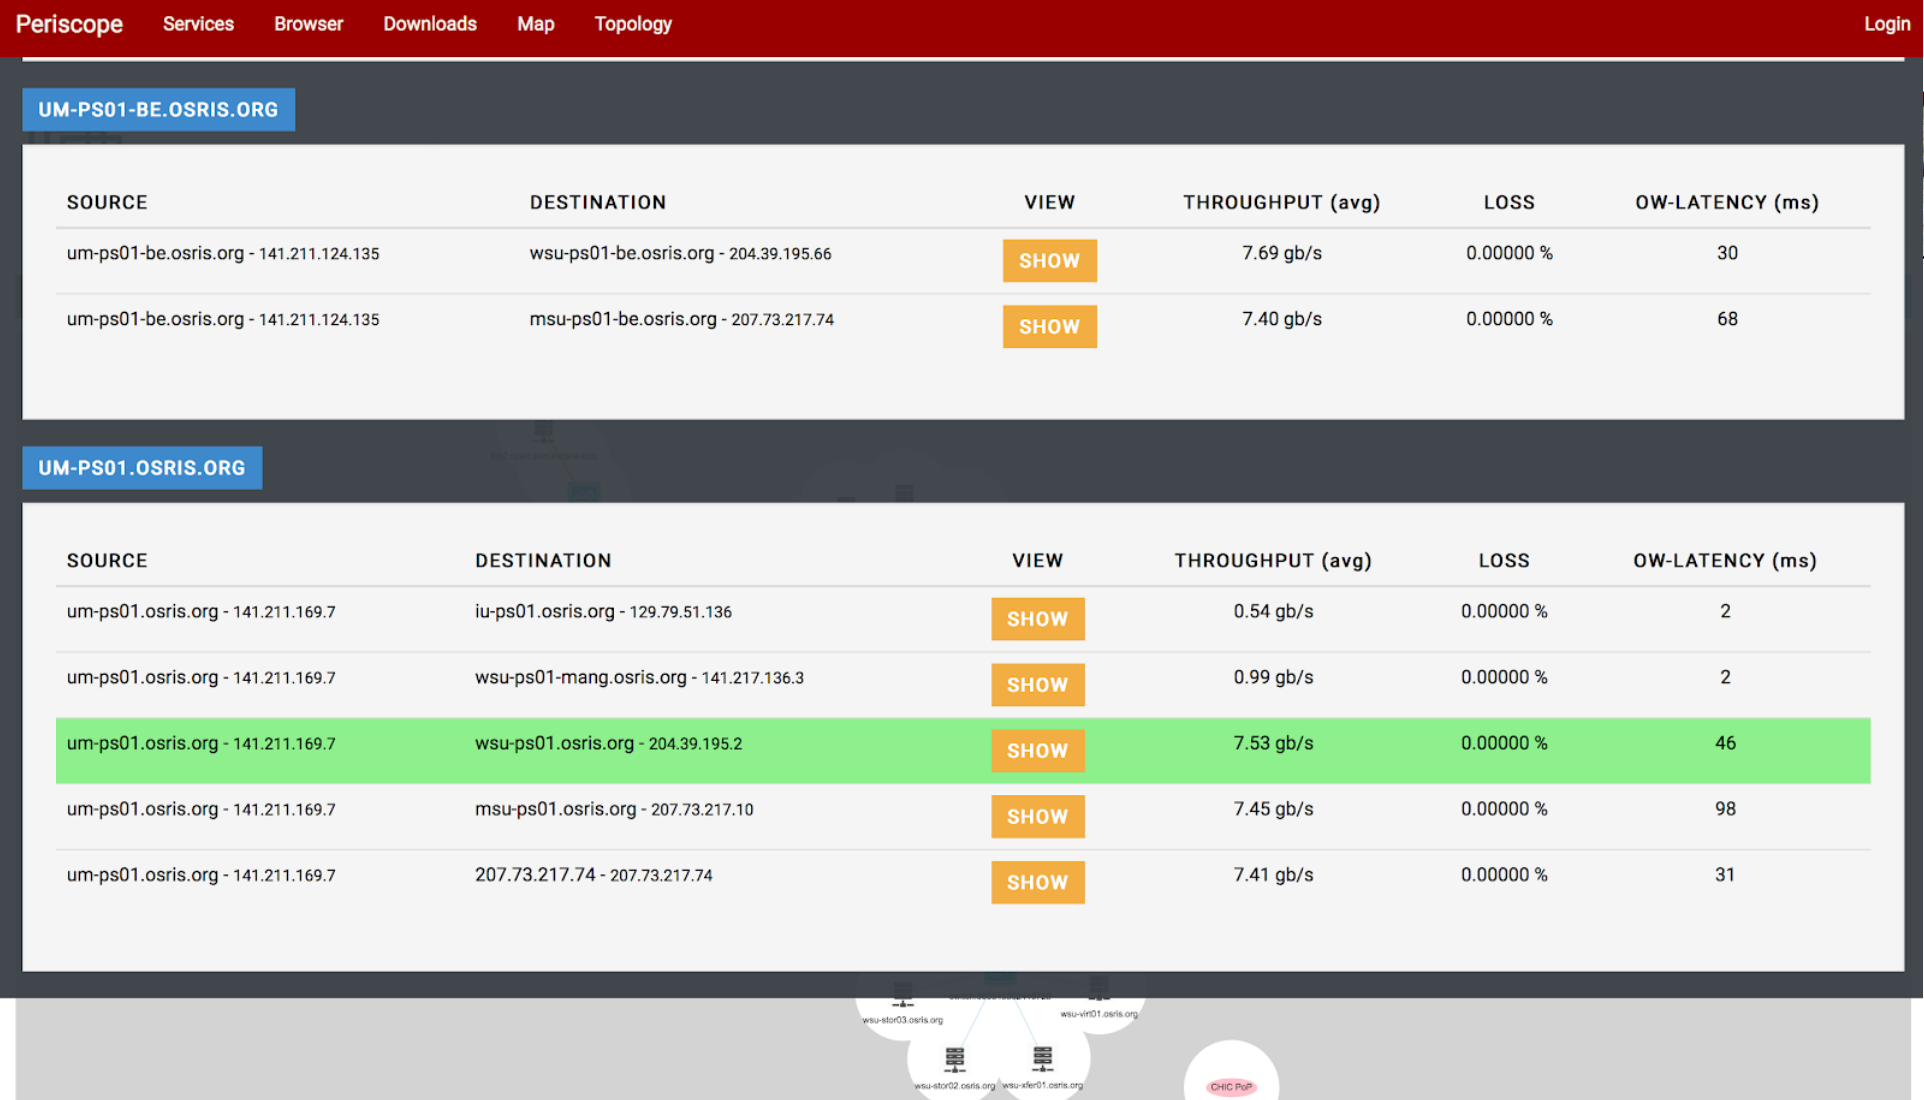 Periscope Services Browser Downloads Map Topology Login
UM-PS01-BE.OSRIS.ORG
SOURCE DESTINATION VIEW THROUGHPUT (avg) LOSS OW-LATENCY (ms)
um-ps01-be.osris.org - 141.211.124.135 wsu-ps01-be.osris.org - 204.39.195.66 SHOW 7.69 gb/s 0.00000 % 30
um-ps01-be.osris.org - 141.211.124.135 msu-ps01-be.osris.org - 207.73.217.74 SHOW 7.40 gb/s 0.00000 % 68
UM-PS01.OSRIS.ORG
SOURCE DESTINATION VIEW THROUGHPUT (avg) LOSS OW-LATENCY (ms)
um-ps01.osris.org - 141.211.169.7 iu-ps01.osris.org - 129.79.51.136 SHOW 0.54 gb/s 0.00000 % 2
um-ps01.osris.org - 141.211.169.7 wsu-ps01-mang.osris.org - 141.217.136.3 SHOW 0.99 gb/s 0.00000 % 2
um-ps01.osris.org - 141.211.169.7 wsu-ps01.osris.org - 204.39.195.2 SHOW 7.53 gb/s 0.00000 % 46
um-ps01.osris.org - 141.211.169.7 msu-ps01.osris.org - 207.73.217.10 SHOW 7.45 gb/s 0.00000 % 98
um-ps01.osris.org - 141.211.169.7 207.73.217.74 - 207.73.217.74 SHOW 7.41 gb/s 0.00000 % 31
wsu-stor03.osris.org wsu-virt01.osris.org
wsu-stor02.osris.org wsu-xfer01.osris.org
CHIC PoP